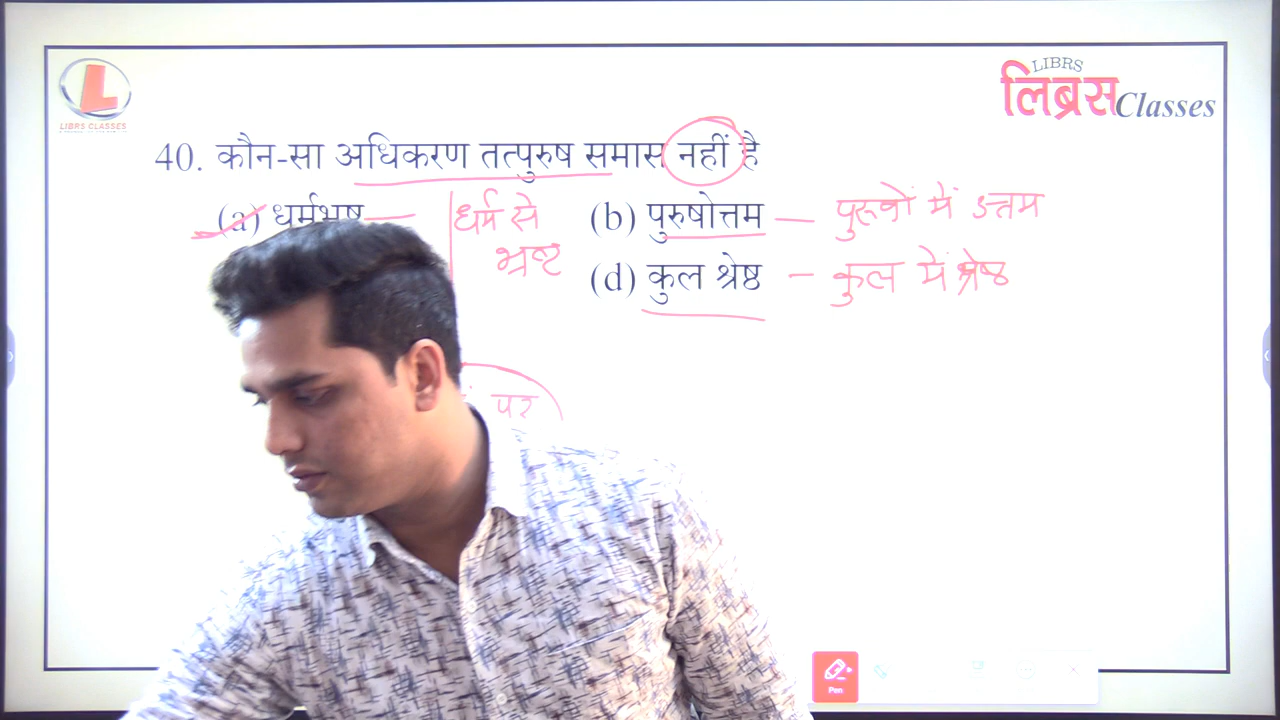 LIBRS CLASSES
LIBRS
लिब्रस Classes
40. कौन-सा अधिकरण तत्पुरुष समास नहीं है
(a) धर्मभ्रष्ट — धर्म से भ्रष्ट
(b) पुरुषोत्तम — पुरुषों में उत्तम
(d) कुल श्रेष्ठ — कुल में श्रेष्ठ
पर
Pen